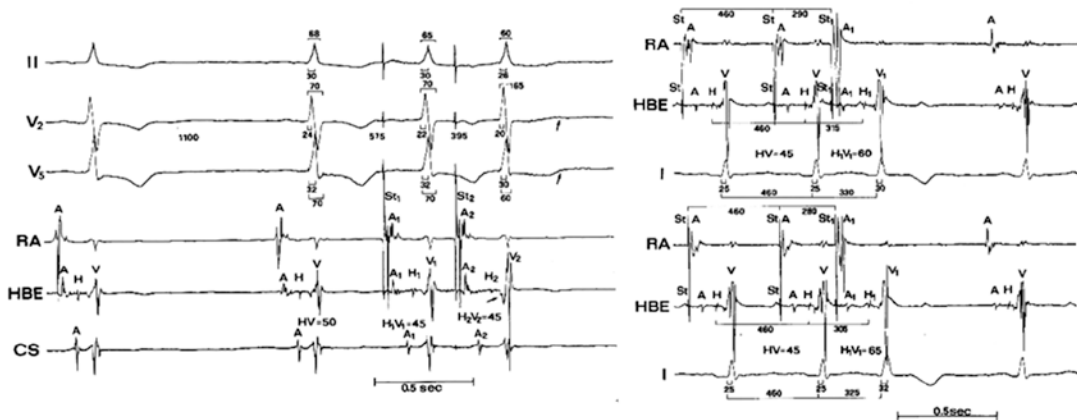 68 65 60
II
30 30 26
70 70 165
V2
1100 575 395
24 22 20
V5
32 32 30
70 70 60
A A St1 St2
A1 A2
RA
A H V A H V A1 H1 V1 A2 H2 V2
HBE
HV=50 H1V1=45 H2V2=45
A A A1 A2
CS
0.5 sec
460 290
St A St A St1 A1 A
RA
St A H V St A H V St1 A1 H1 V1 A H V
HBE
460 315
HV=45 H1V1=60
I
25 25 30
460 330
460 280
St A St A St1 A1 A
RA
St A H V St A H V A1 H1 V1 A H V
HBE
460 305
HV=45 H1V1=65
I
25 25 32
460 325
0.5sec